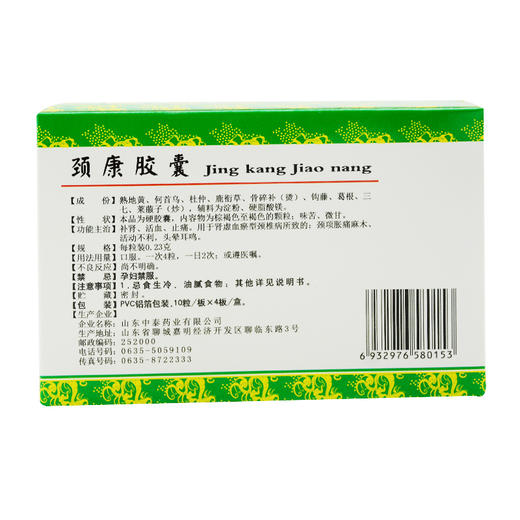 颈康胶囊 Jing kang Jiao nang
【成　　份】熟地黄、何首乌、杜仲、鹿衔草、骨碎补（烫）、钩藤、葛根、三
七、莱菔子（炒），辅料为淀粉、硬脂酸镁。
【性　　状】本品为硬胶囊，内容物为棕褐色至褐色的颗粒；味苦、微甘。
【功能主治】补肾、活血、止痛。用于肾虚血瘀型颈椎病所致的：颈项胀痛麻木、
活动不利，头晕耳鸣。
【规　　格】每粒装0.23克
【用法用量】口服。一次4粒，一日2次；或遵医嘱。
【不良反应】尚不明确。
【禁　　忌】孕妇禁服。
【注意事项】1.忌食生冷、油腻食物；其他详见说明书。
【贮　　藏】密封。
【包　　装】PVC铝箔包装，10粒/板×4板/盒。
【生产企业】
企业名称：山东中泰药业有限公司
生产地址：山东省聊城嘉明经济开发区聊临东路3号
邮政编码：252000
电话号码：0635-5059109
传真号码：0635-8722333
6 932976 580153